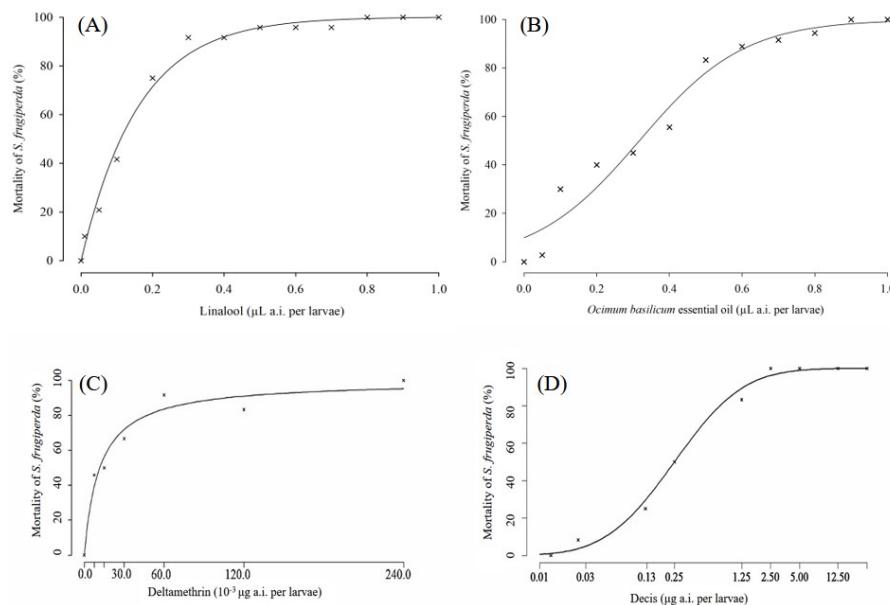 (A)
Mortality of S. frugiperda (%)
100
80
60
40
20
0
0.0 0.2 0.4 0.6 0.8 1.0
Linalool (µL a.i. per larvae)
(B)
Mortality of S. frugiperda (%)
100
80
60
40
20
0
0.0 0.2 0.4 0.6 0.8 1.0
Ocimum basilicum essential oil (µL a.i. per larvae)
(C)
Mortality of S. frugiperda (%)
100
80
60
40
20
0
0.0 30.0 60.0 120.0 240.0
Deltamethrin (10⁻³ µg a.i. per larvae)
(D)
Mortality of S. frugiperda (%)
100
80
60
40
20
0
0.01 0.03 0.13 0.25 1.25 2.50 5.00 12.50
Decis (µg a.i. per larvae)